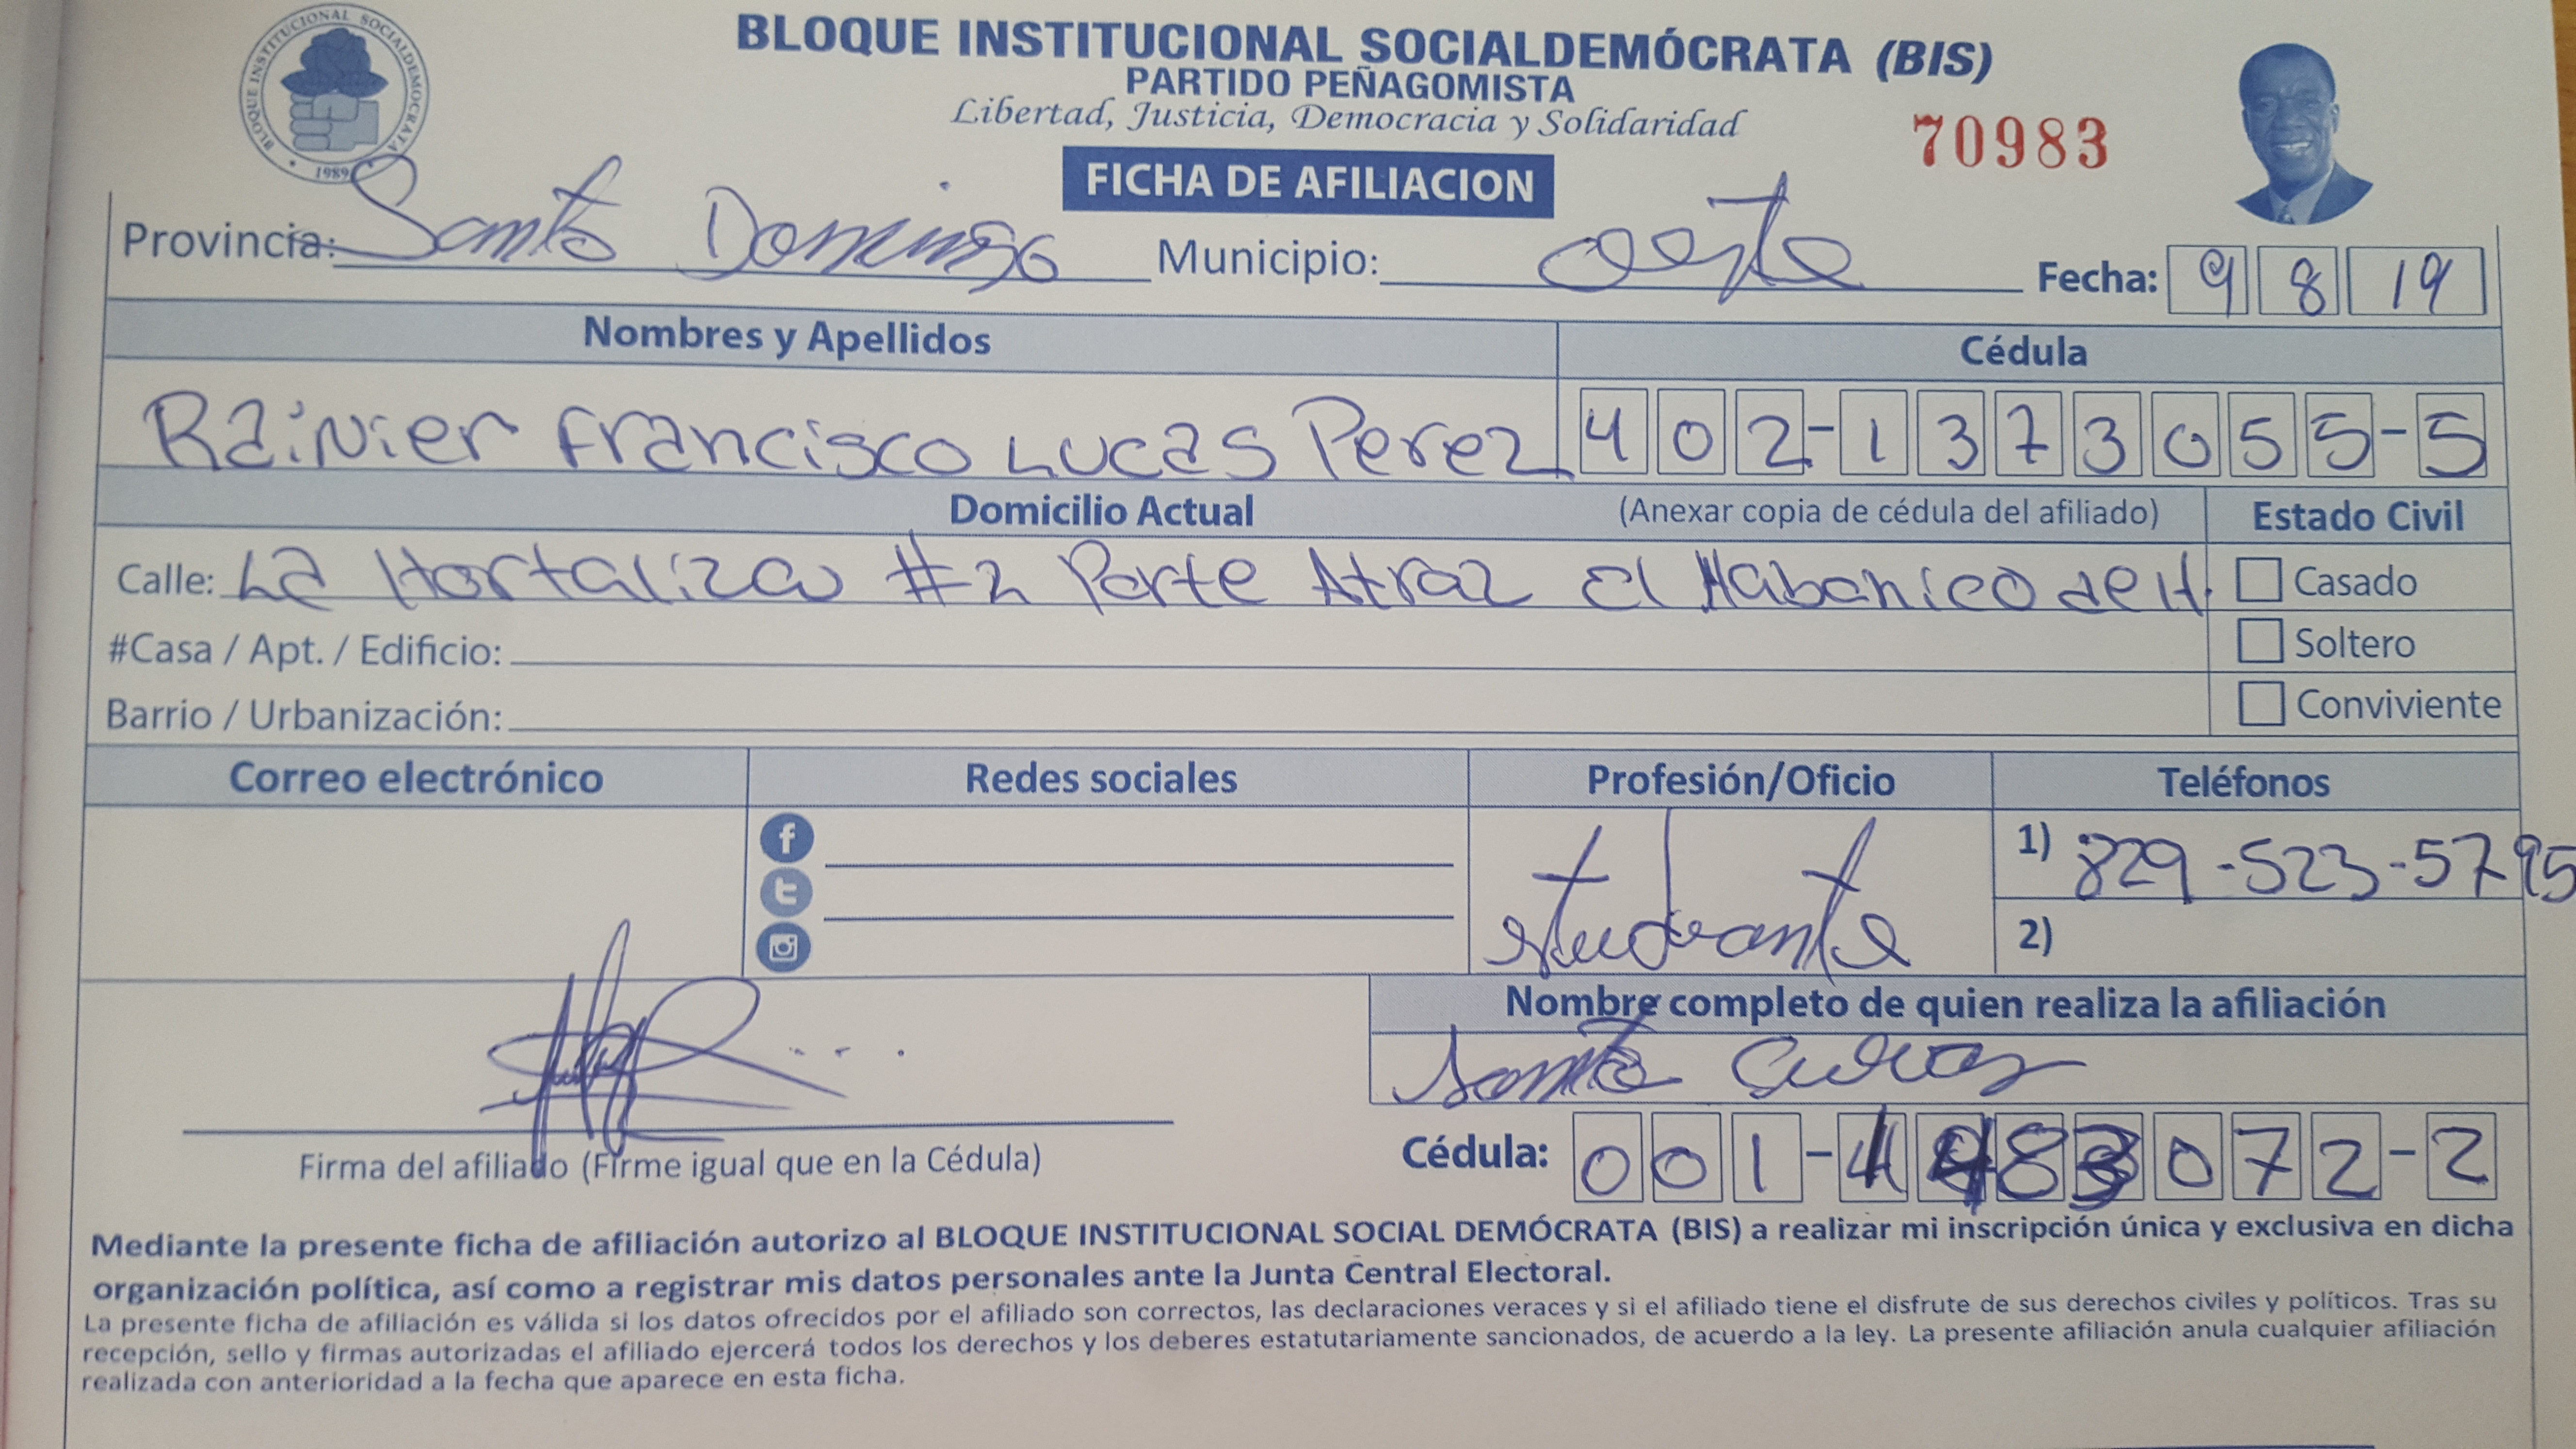 BLOQUE INSTITUCIONAL SOCIALDEMOCRATA
1989
BLOQUE INSTITUCIONAL SOCIALDEMÓCRATA (BIS)
PARTIDO PEÑAGOMISTA
Libertad, Justicia, Democracia y Solidaridad
70983
FICHA DE AFILIACION
Provincia: Santo Domingo Municipio: oeste Fecha: 9 8 19
Nombres y Apellidos Cédula
Rainier Francisco Lucas Perez 402-1373055-5
Domicilio Actual (Anexar copia de cédula del afiliado) Estado Civil
Calle: La Hortaliza #2 Parte Atraz El Habanico de H. Casado
#Casa / Apt. / Edificio: Soltero
Barrio / Urbanización: Conviviente
Correo electrónico Redes sociales Profesión/Oficio Teléfonos
1) 829-523-5795
estudiante
2)
Nombre completo de quien realiza la afiliación
Cédula: 001- 072-2
Firma del afiliado (Firme igual que en la Cédula)
Mediante la presente ficha de afiliación autorizo al BLOQUE INSTITUCIONAL SOCIAL DEMÓCRATA (BIS) a realizar mi inscripción única y exclusiva en dicha
organización política, así como a registrar mis datos personales ante la Junta Central Electoral.
La presente ficha de afiliación es válida si los datos ofrecidos por el afiliado son correctos, las declaraciones veraces y si el afiliado tiene el disfrute de sus derechos civiles y políticos. Tras su
recepción, sello y firmas autorizadas el afiliado ejercerá todos los derechos y los deberes estatutariamente sancionados, de acuerdo a la ley. La presente afiliación anula cualquier afiliación
realizada con anterioridad a la fecha que aparece en esta ficha.